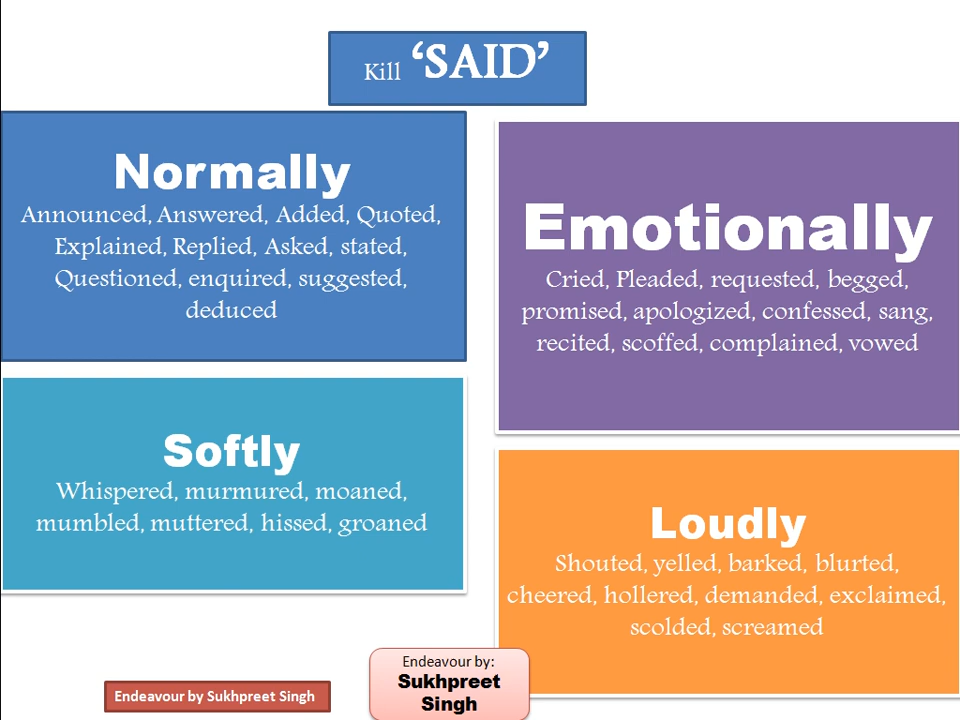 Kill ‘SAID’
Normally
Announced, Answered, Added, Quoted,
Explained, Replied, Asked, stated,
Questioned, enquired, suggested,
deduced
Emotionally
Cried, Pleaded, requested, begged,
promised, apologized, confessed, sang,
recited, scoffed, complained, vowed
Softly
Whispered, murmured, moaned,
mumbled, muttered, hissed, groaned
Loudly
Shouted, yelled, barked, blurted,
cheered, hollered, demanded, exclaimed,
scolded, screamed
Endeavour by Sukhpreet Singh
Endeavour by:
Sukhpreet
Singh